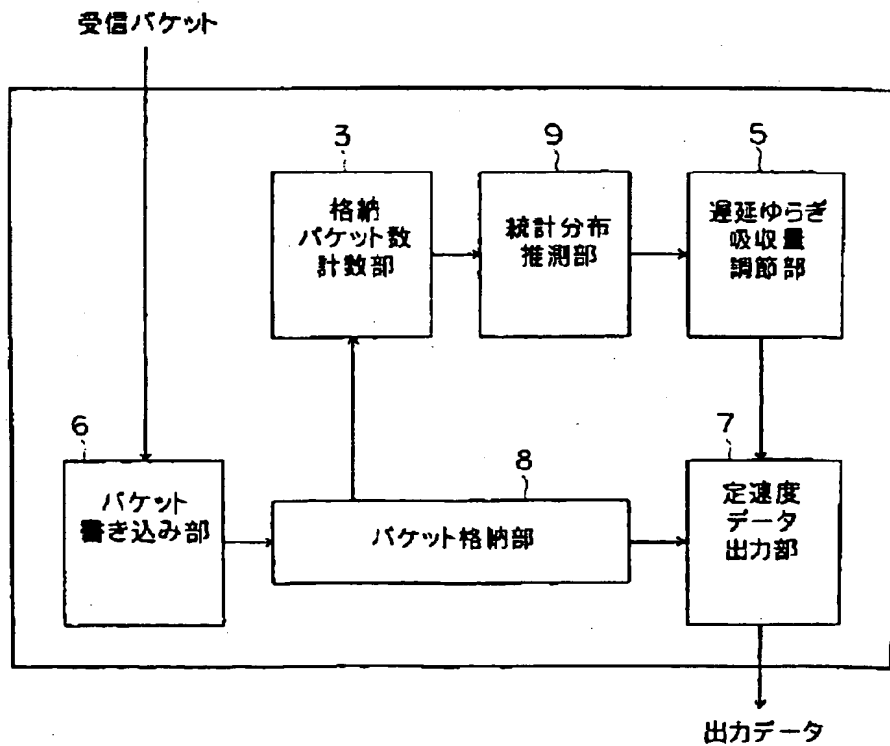 受信パケット
3
格納
パケット数
計数部
9
統計分布
推測部
5
遅延ゆらぎ
吸収量
調節部
6
パケット
書き込み部
8
パケット格納部
7
定速度
データ
出力部
出力データ